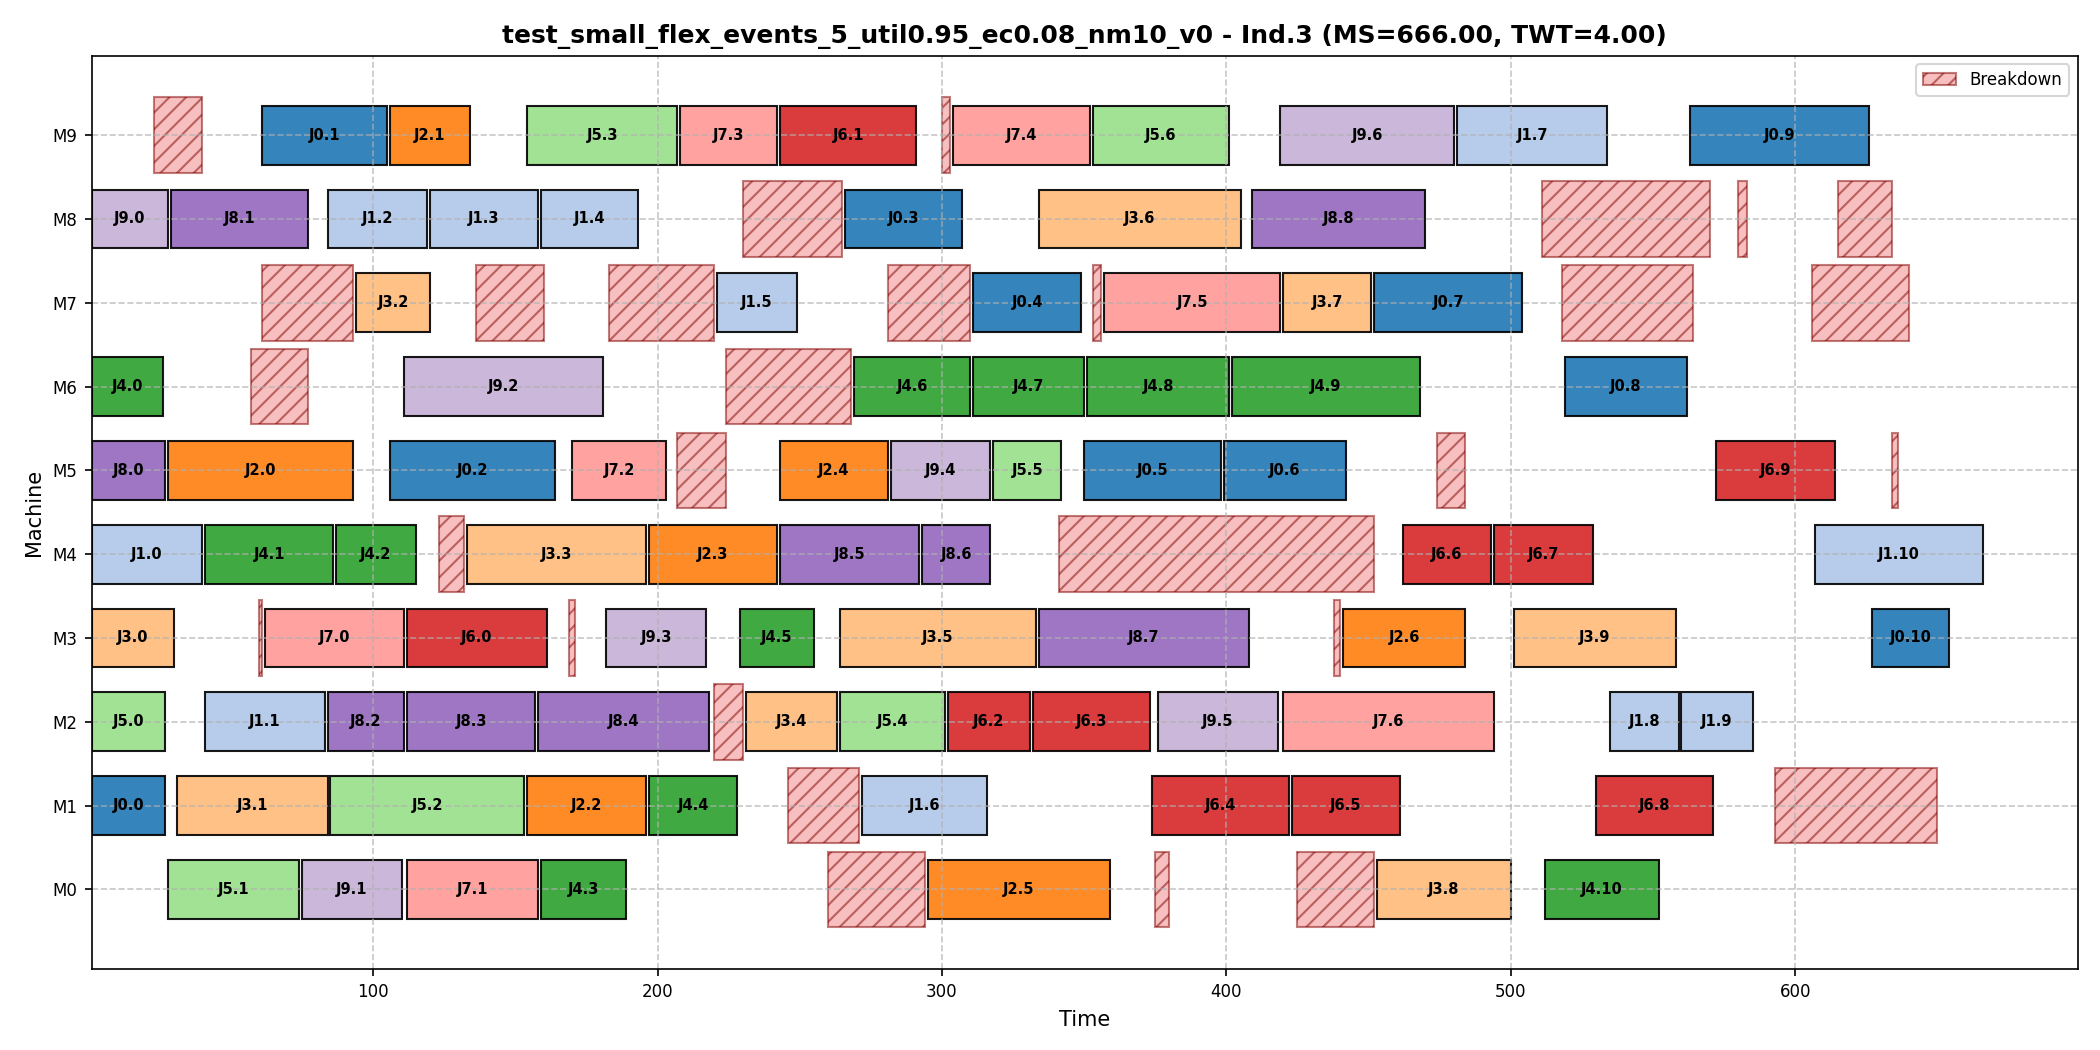 test_small_flex_events_5_util0.95_ec0.08_nm10_v0 - Ind.3 (MS=666.00, TWT=4.00)
Breakdown
M9 J0.1 J2.1 J5.3 J7.3 J6.1 J7.4 J5.6 J9.6 J1.7 J0.9
M8 J9.0 J8.1 J1.2 J1.3 J1.4 J0.3 J3.6 J8.8
M7 J3.2 J1.5 J0.4 J7.5 J3.7 J0.7
M6 J4.0 J9.2 J4.6 J4.7 J4.8 J4.9 J0.8
M5 J8.0 J2.0 J0.2 J7.2 J2.4 J9.4 J5.5 J0.5 J0.6 J6.9
M4 J1.0 J4.1 J4.2 J3.3 J2.3 J8.5 J8.6 J6.6 J6.7 J1.10
M3 J3.0 J7.0 J6.0 J9.3 J4.5 J3.5 J8.7 J2.6 J3.9 J0.10
M2 J5.0 J1.1 J8.2 J8.3 J8.4 J3.4 J5.4 J6.2 J6.3 J9.5 J7.6 J1.8 J1.9
M1 J0.0 J3.1 J5.2 J2.2 J4.4 J1.6 J6.4 J6.5 J6.8
M0 J5.1 J9.1 J7.1 J4.3 J2.5 J3.8 J4.10
Machine
100 200 300 400 500 600
Time